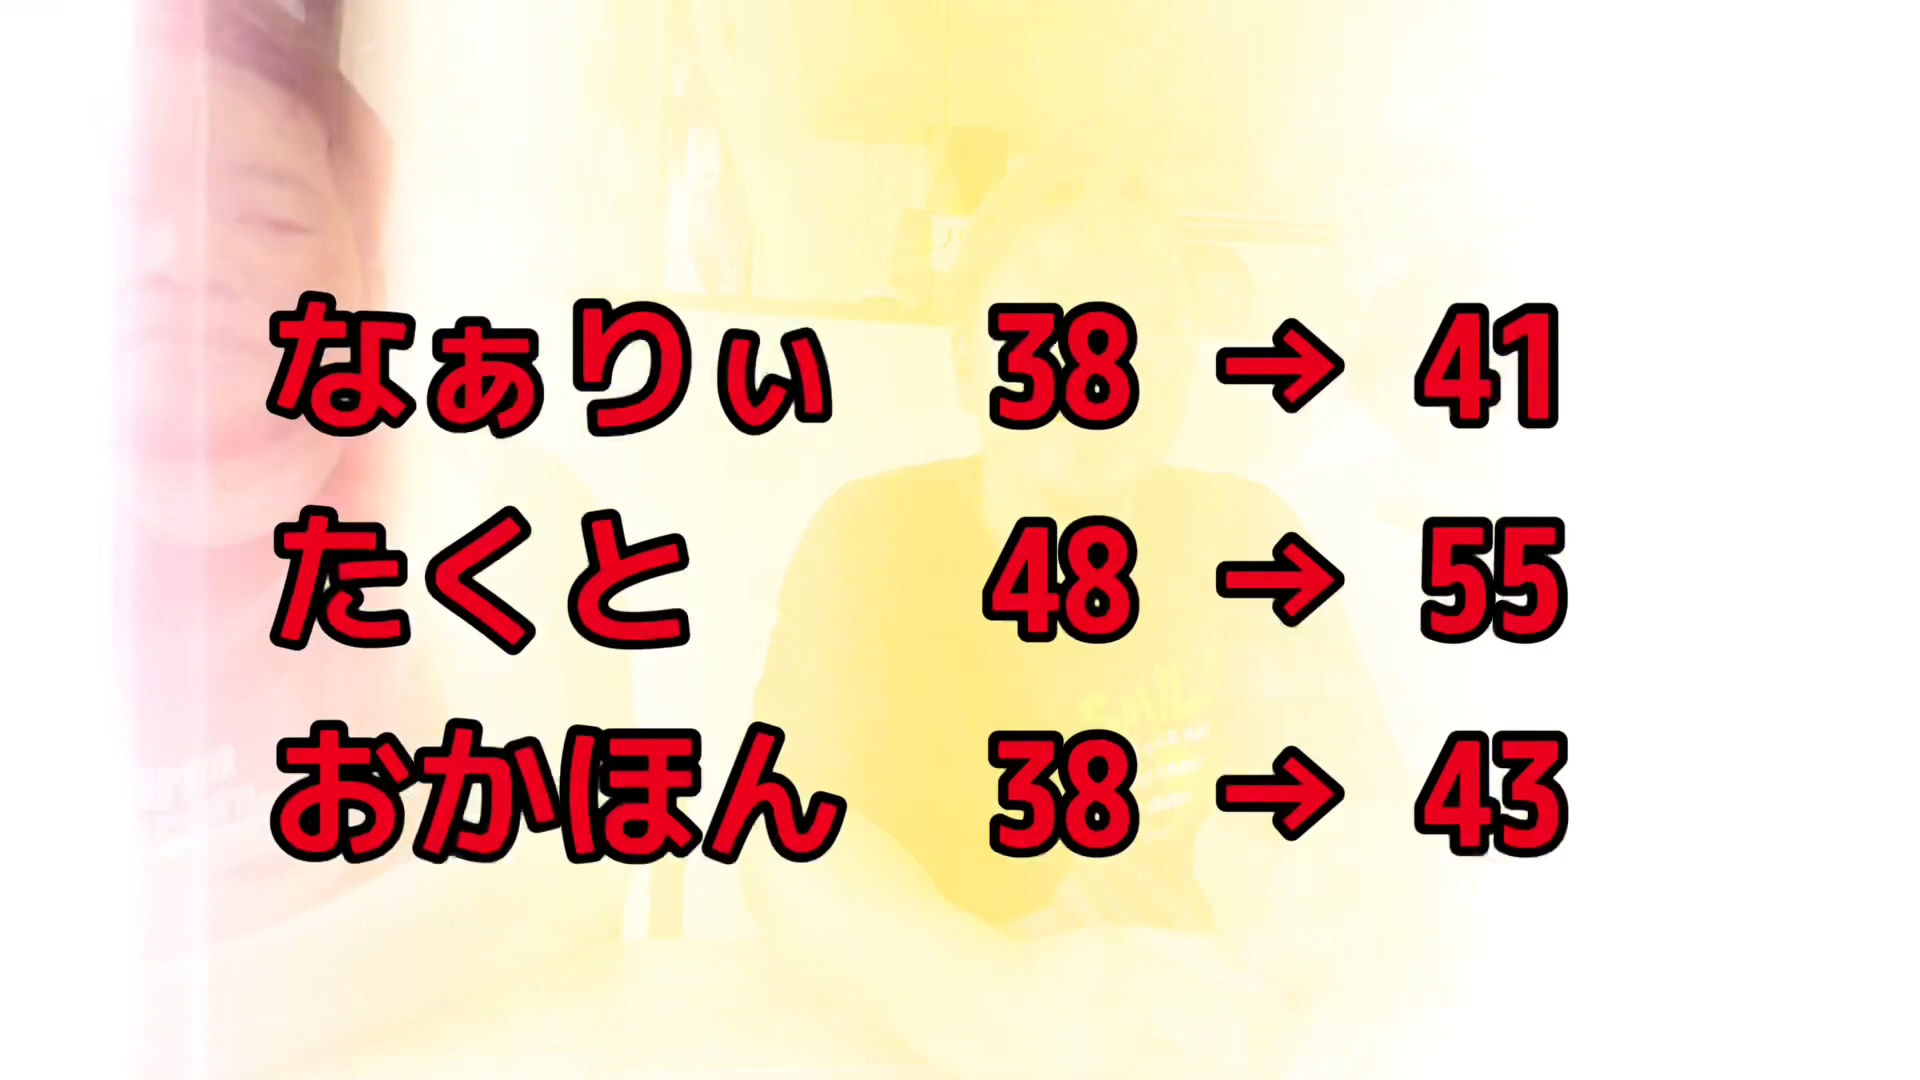 なぁりぃ 38 → 41
たくと 48 → 55
おかほん 38 → 43